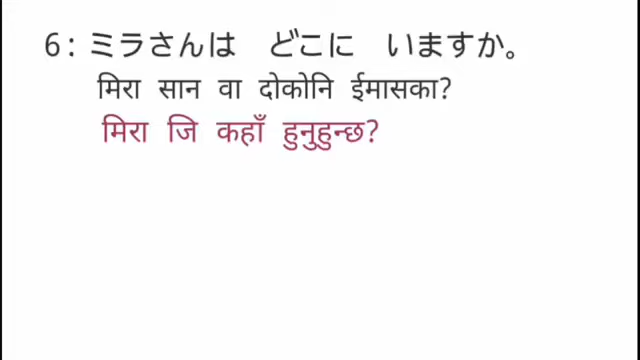 6: ミラさんは　どこに　いますか。
मिरा सान वा दोकोनि ईमासका?
मिरा जि कहाँ हुनुहुन्छ?